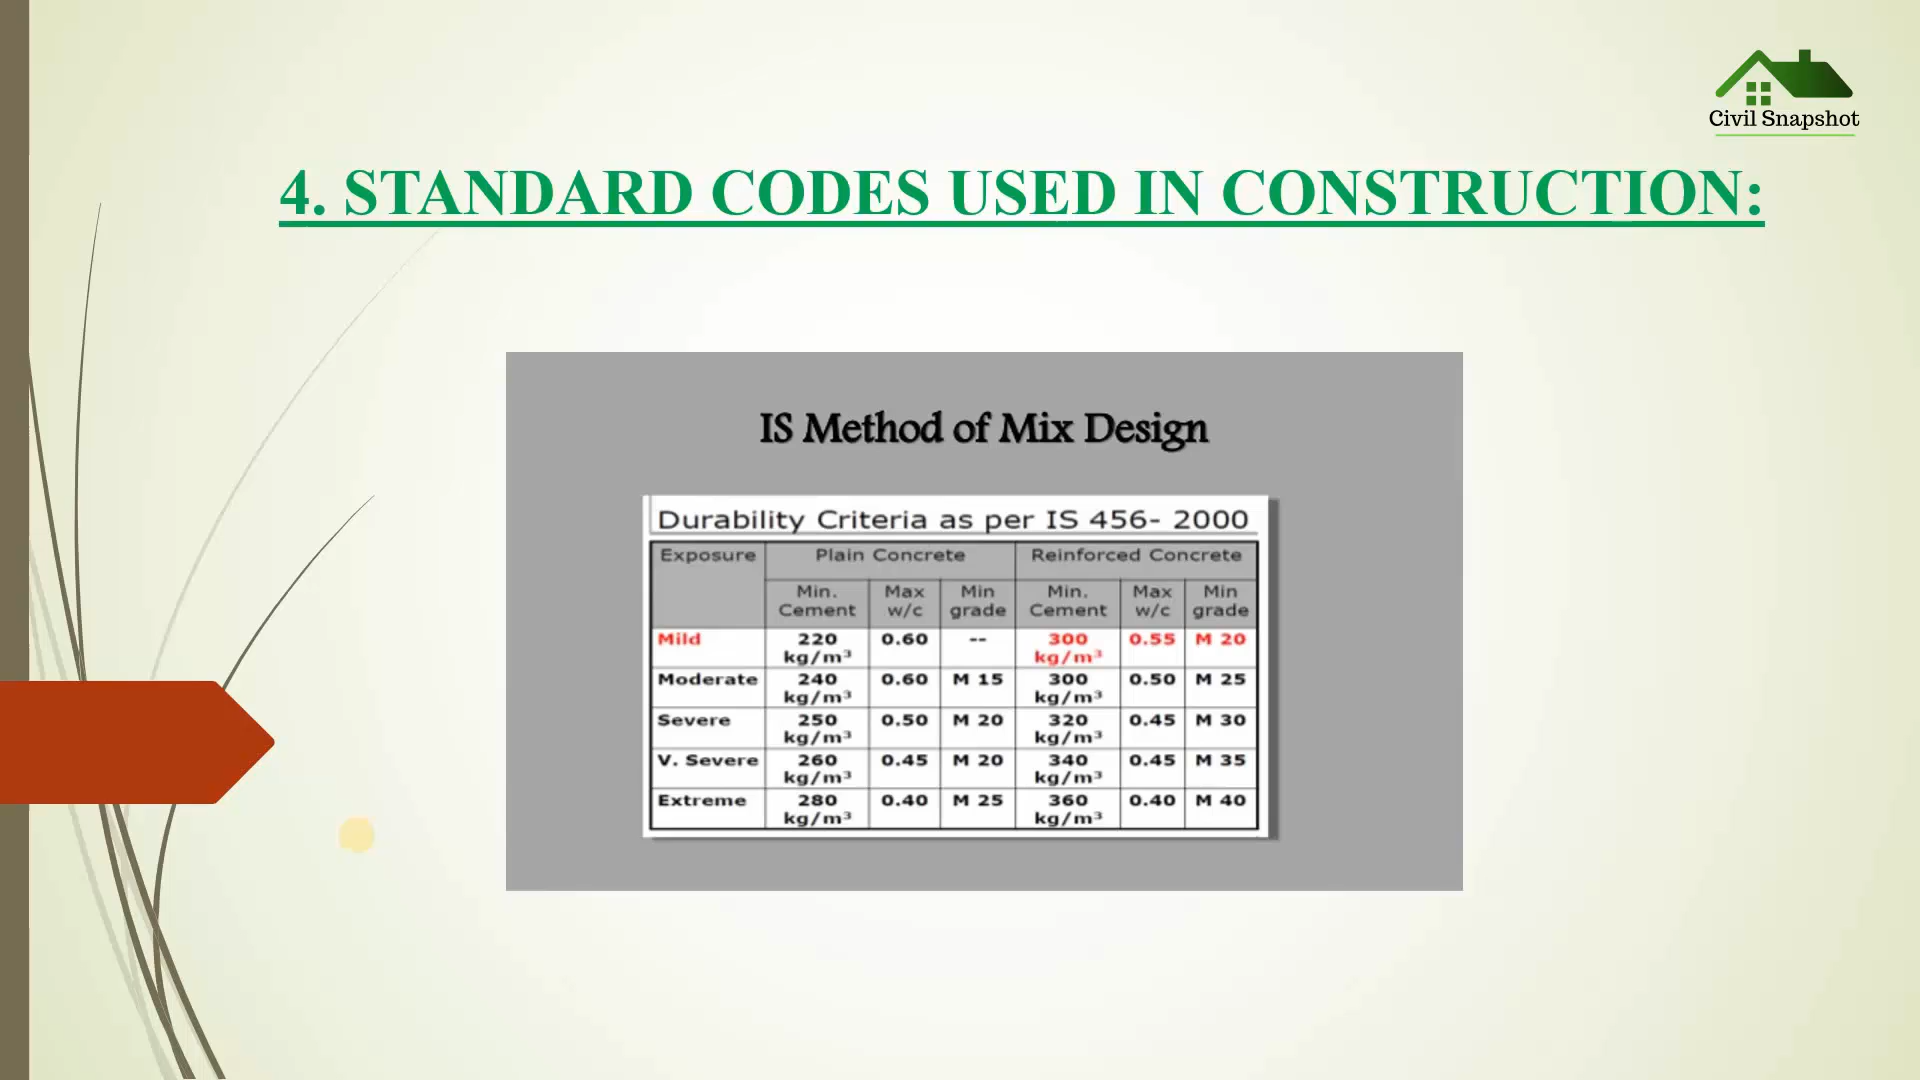 Civil Snapshot
4. STANDARD CODES USED IN CONSTRUCTION:
IS Method of Mix Design
Durability Criteria as per IS 456- 2000
Exposure Plain Concrete Reinforced Concrete
Min. Cement Max w/c Min grade Min. Cement Max w/c Min grade
Mild 220 kg/m³ 0.60 -- 300 kg/m³ 0.55 M 20
Moderate 240 kg/m³ 0.60 M 15 300 kg/m³ 0.50 M 25
Severe 250 kg/m³ 0.50 M 20 320 kg/m³ 0.45 M 30
V. Severe 260 kg/m³ 0.45 M 20 340 kg/m³ 0.45 M 35
Extreme 280 kg/m³ 0.40 M 25 360 kg/m³ 0.40 M 40